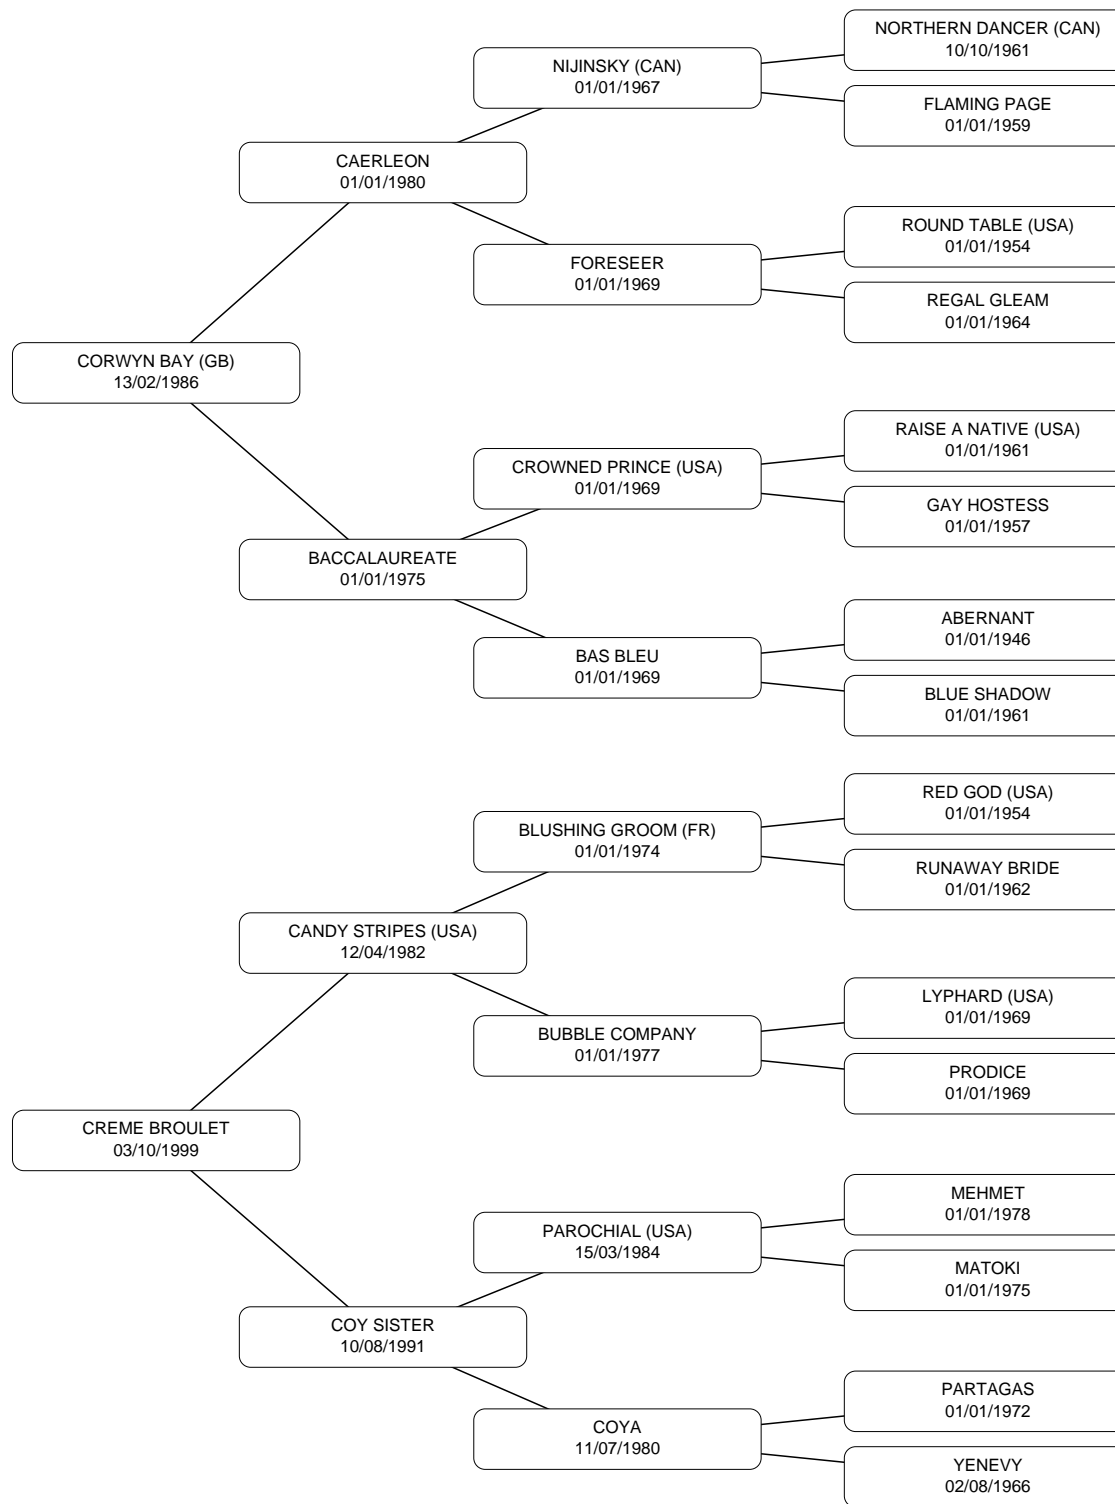 NORTHERN DANCER (CAN)
10/10/1961
NIJINSKY (CAN)
01/01/1967
FLAMING PAGE
01/01/1959
CAERLEON
01/01/1980
ROUND TABLE (USA)
01/01/1954
FORESEER
01/01/1969
REGAL GLEAM
01/01/1964
CORWYN BAY (GB)
13/02/1986
RAISE A NATIVE (USA)
01/01/1961
CROWNED PRINCE (USA)
01/01/1969
GAY HOSTESS
01/01/1957
BACCALAUREATE
01/01/1975
ABERNANT
01/01/1946
BAS BLEU
01/01/1969
BLUE SHADOW
01/01/1961
RED GOD (USA)
01/01/1954
BLUSHING GROOM (FR)
01/01/1974
RUNAWAY BRIDE
01/01/1962
CANDY STRIPES (USA)
12/04/1982
LYPHARD (USA)
01/01/1969
BUBBLE COMPANY
01/01/1977
PRODICE
01/01/1969
CREME BROULET
03/10/1999
MEHMET
01/01/1978
PAROCHIAL (USA)
15/03/1984
MATOKI
01/01/1975
COY SISTER
10/08/1991
PARTAGAS
01/01/1972
COYA
11/07/1980
YENEVY
02/08/1966